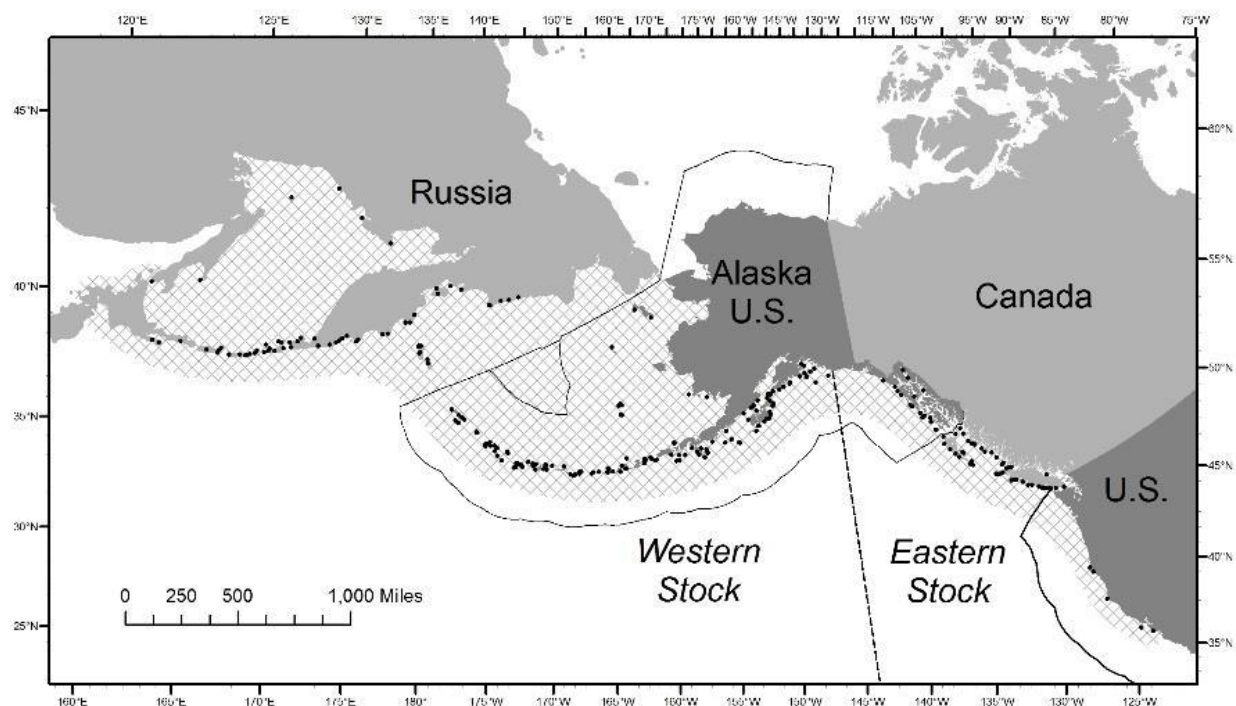 120°E 125°E 130°E 135°E 140°E 150°E 160°E 170°E 175°W 160°W 145°W 130°W 115°W 105°W 95°W 90°W 85°W 80°W 75°W
45°N
60°N
Russia
Alaska
U.S.
Canada
55°N
40°N
50°N
35°N
45°N
U.S.
30°N
Western
Stock
Eastern
Stock
40°N
0 250 500 1,000 Miles
25°N
35°N
160°E 165°E 170°E 175°E 180° 175°W 170°W 165°W 160°W 155°W 150°W 145°W 140°W 135°W 130°W 125°W